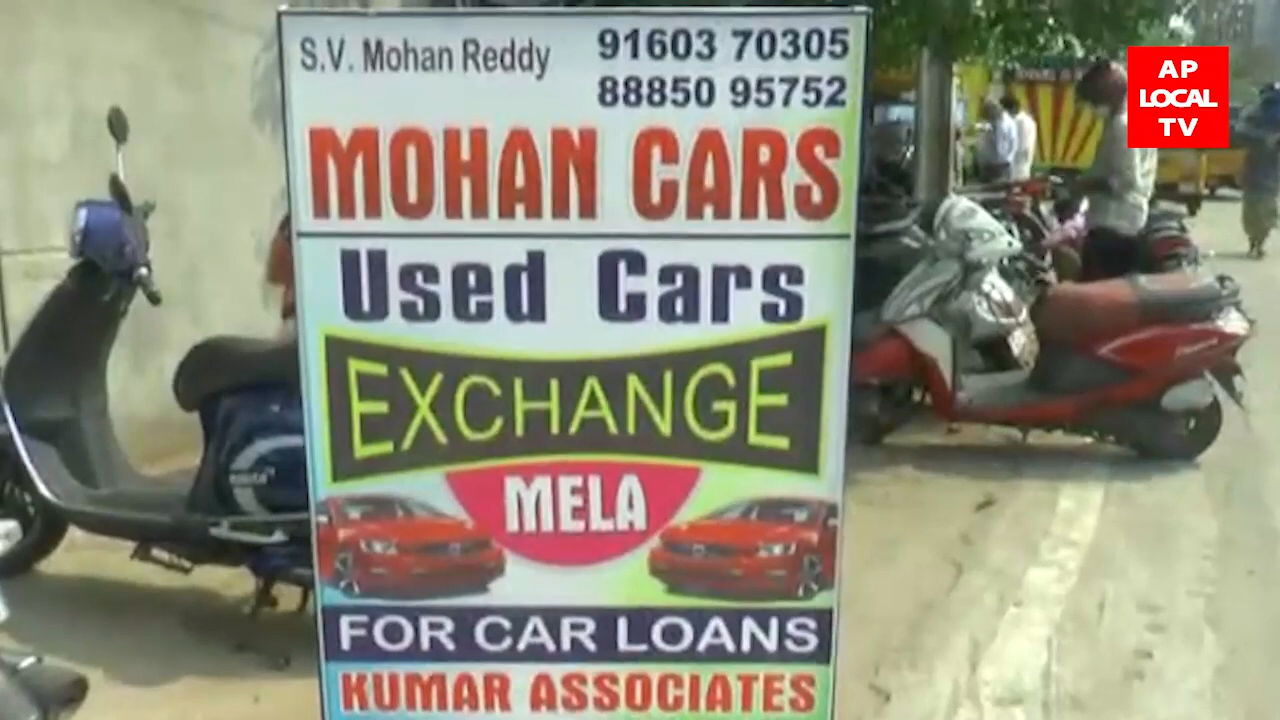 S.V. Mohan Reddy
91603 70305
88850 95752
MOHAN CARS
Used Cars
EXCHANGE
MELA
FOR CAR LOANS
KUMAR ASSOCIATES
AP
LOCAL
TV